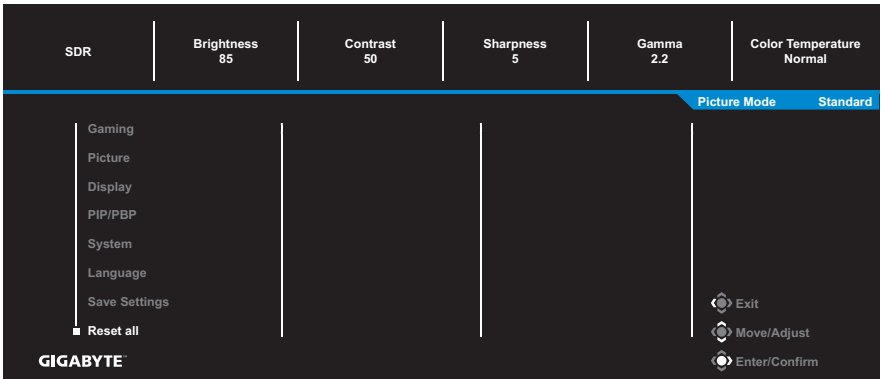 SDR
Brightness
85
Contrast
50
Sharpness
5
Gamma
2.2
Color Temperature
Normal
Picture Mode Standard
Gaming
Picture
Display
PIP/PBP
System
Language
Save Settings
Reset all
Exit
Move/Adjust
Enter/Confirm
GIGABYTE™